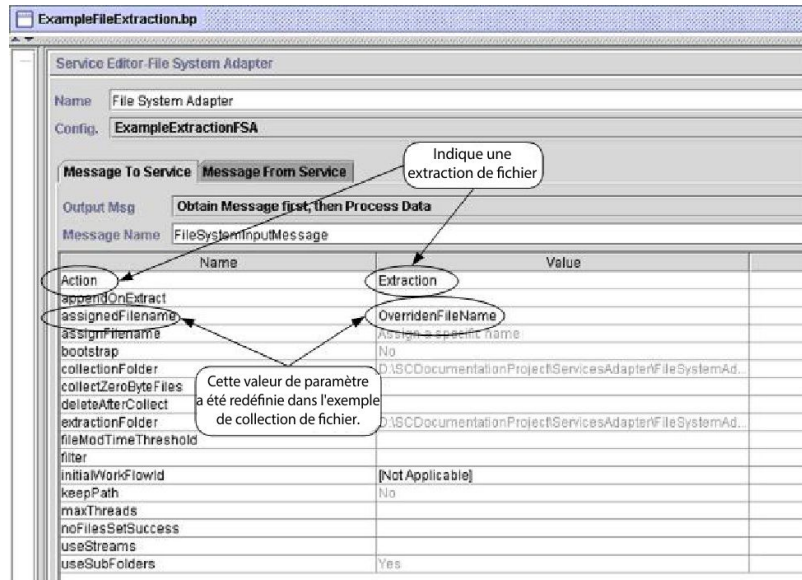 ExampleFileExtraction.bp
Service Editor-File System Adapter
Name File System Adapter
Config. ExampleExtractionFSA
Indique une
extraction de fichier
Message To Service Message From Service
Output Msg Obtain Message first, then Process Data
Message Name FileSystemInputMessage
Name Value
Action Extraction
appendOnExtract
assignedFilename OverridenFileName
assignFilename Assign a specific name
bootstrap No
collectionFolder D:\SCDocumentationProject\ServicesAdapter\FileSystemAd...
collectZeroByteFiles
deleteAfterCollect
Cette valeur de paramètre
a été redéfinie dans l'exemple
de collection de fichier.
extractionFolder D:\SCDocumentationProject\ServicesAdapter\FileSystemAd...
fileModTimeThreshold
filter
initialWorkFlowId [Not Applicable]
keepPath No
maxThreads
noFilesSetSuccess
useStreams
useSubFolders Yes